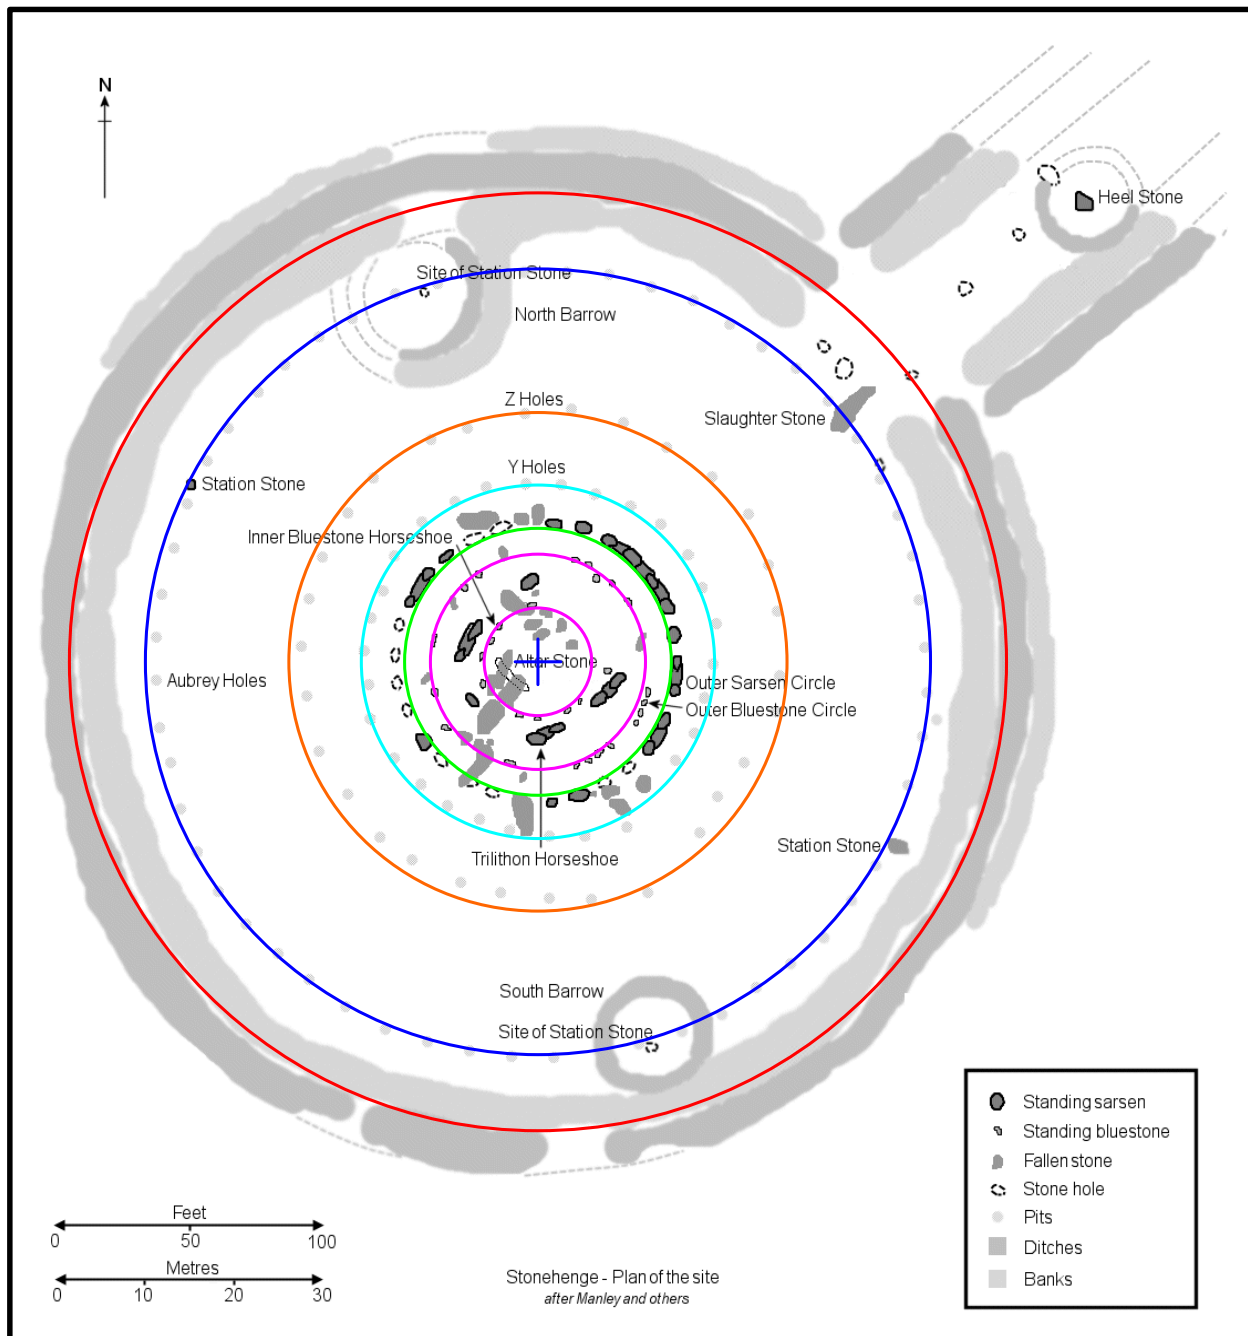 N
Heel Stone
Site of Station Stone
North Barrow
Z Holes
Slaughter Stone
Y Holes
Station Stone
Inner Bluestone Horseshoe
Altar Stone
Aubrey Holes
Outer Sarsen Circle
Outer Bluestone Circle
Station Stone
Trilithon Horseshoe
South Barrow
Site of Station Stone
Standing sarsen
Standing bluestone
Fallen stone
Stone hole
Pits
Ditches
Banks
Feet
0 50 100
Metres
0 10 20 30
Stonehenge - Plan of the site
after Manley and others